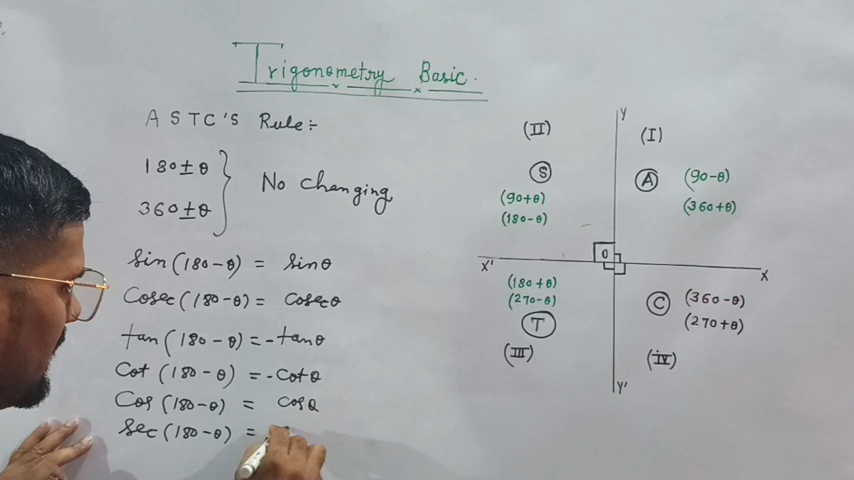 Trigonometry Basic.
ASTC'S Rule:-
180±θ
360±θ
No Changing
sin(180-θ) = sinθ
Cosec(180-θ) = cosecθ
tan(180-θ) = -tanθ
Cot(180-θ) = -Cotθ
Cos(180-θ) = cosθ
sec(180-θ) =
Y
(II)
(I)
S
A
(90-θ)
(360+θ)
(90+θ)
(180-θ)
O
X'
X
(180+θ)
(270-θ)
T
(III)
C
(360-θ)
(270+θ)
(iv)
Y'